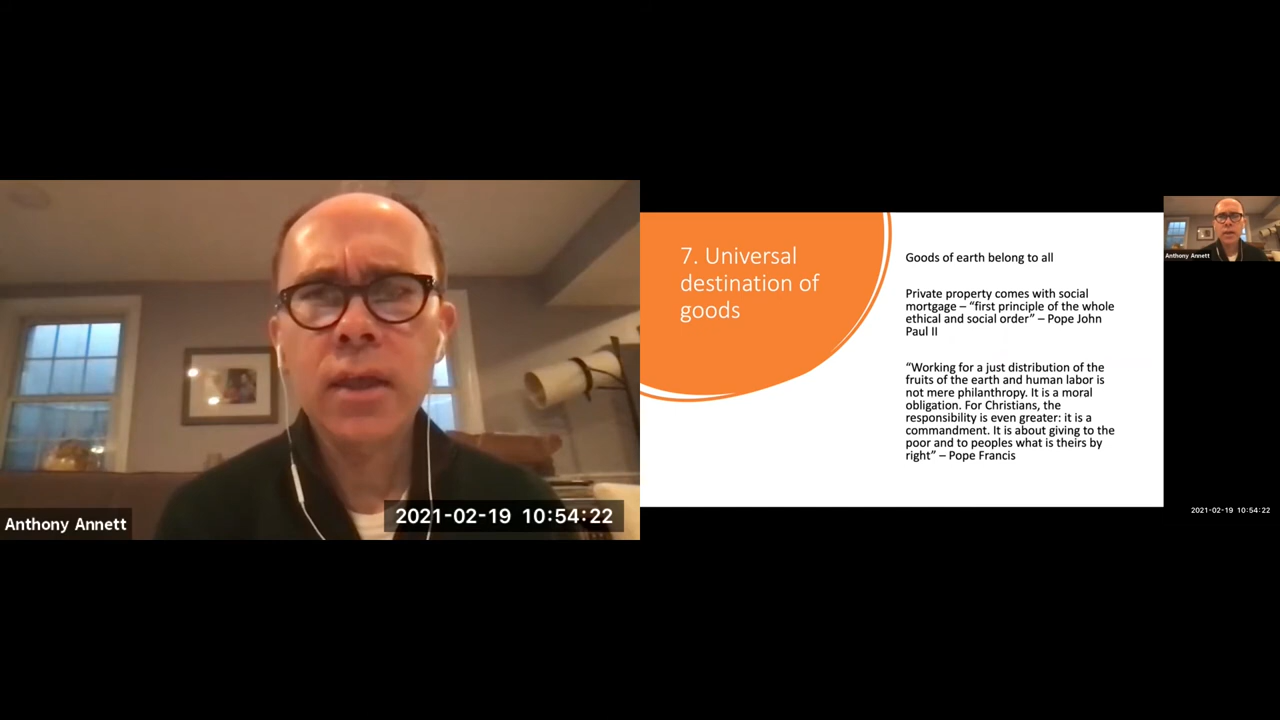 Anthony Annett
2021-02-19 10:54:22
7. Universal
destination of
goods
Goods of earth belong to all
Private property comes with social
mortgage – “first principle of the whole
ethical and social order” – Pope John
Paul II
“Working for a just distribution of the
fruits of the earth and human labor is
not mere philanthropy. It is a moral
obligation. For Christians, the
responsibility is even greater: it is a
commandment. It is about giving to the
poor and to peoples what is theirs by
right” – Pope Francis
Anthony Annett
2021-02-19 10:54:22